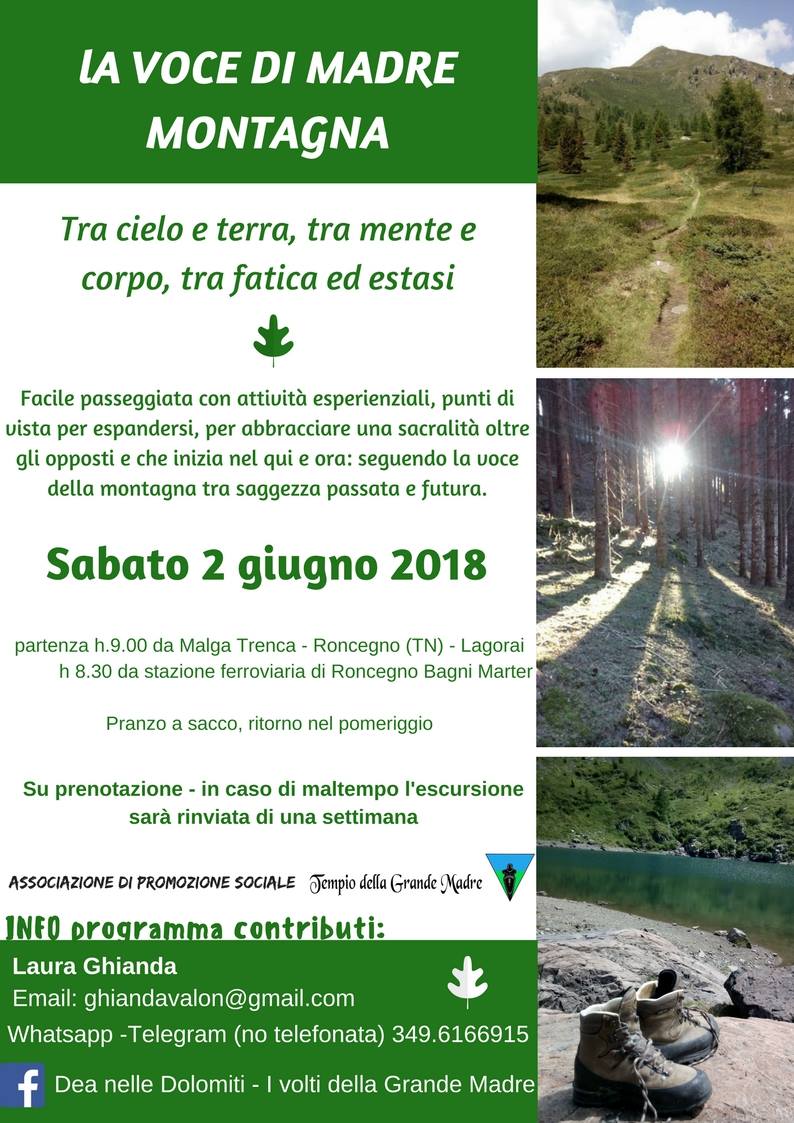 lA VOCE DI MADRE
MONTAGNA
Tra cielo e terra, tra mente e
corpo, tra fatica ed estasi
Facile passeggiata con attività esperienziali, punti di
vista per espandersi, per abbracciare una sacralità oltre
gli opposti e che inizia nel qui e ora: seguendo la voce
della montagna tra saggezza passata e futura.
Sabato 2 giugno 2018
partenza h.9.00 da Malga Trenca - Roncegno (TN) - Lagorai
h 8.30 da stazione ferroviaria di Roncegno Bagni Marter
Pranzo a sacco, ritorno nel pomeriggio
Su prenotazione - in caso di maltempo l'escursione
sarà rinviata di una settimana
ASSOCIAZIONE DI PROMOZIONE SOCIALE Tempio della Grande Madre
INFO programma contributi:
Laura Ghianda
Email: ghiandavalon@gmail.com
Whatsapp -Telegram (no telefonata) 349.6166915
f Dea nelle Dolomiti - I volti della Grande Madre